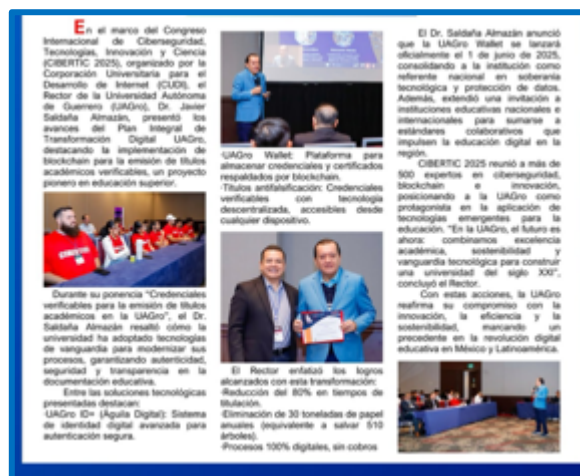 En el marco del Congreso
Internacional de Ciberseguridad,
Tecnologías, Innovación y Ciencia
(CIBERTIC 2025), organizado por la
Corporación Universitaria para el
Desarrollo de Internet (CUDI), el
Rector de la Universidad Autónoma
de Guerrero (UAGro), Dr. Javier
Saldaña Almazán, presentó los
avances del Plan Integral de
Transformación Digital UAGro,
destacando la implementación de
blockchain para la emisión de títulos
académicos verificables, un proyecto
pionero en educación superior.
Durante su ponencia "Credenciales
verificables para la emisión de títulos
académicos en la UAGro", el Dr.
Saldaña Almazán resaltó cómo la
universidad ha adoptado tecnologías
de vanguardia para modernizar sus
procesos, garantizando autenticidad,
seguridad y transparencia en la
documentación educativa.
Entre las soluciones tecnológicas
presentadas destacan:
·UAGro ID= (Águila Digital): Sistema
de identidad digital avanzada para
autenticación segura.
·UAGro Wallet: Plataforma para
almacenar credenciales y certificados
respaldados por blockchain.
·Títulos antifalsificación: Credenciales
verificables con tecnología
descentralizada, accesibles desde
cualquier dispositivo.
El Rector enfatizó los logros
alcanzados con esta transformación:
·Reducción del 80% en tiempos de
titulación.
·Eliminación de 30 toneladas de papel
anuales (equivalente a salvar 510
árboles).
·Procesos 100% digitales, sin cobros
El Dr. Saldaña Almazán anunció
que la UAGro Wallet se lanzará
oficialmente el 1 de junio de 2025,
consolidando a la institución como
referente nacional en soberanía
tecnológica y protección de datos.
Además, extendió una invitación a
instituciones educativas nacionales e
internacionales para sumarse a
estándares colaborativos que
impulsen la educación digital en la
región.
CIBERTIC 2025 reunió a más de
500 expertos en ciberseguridad,
blockchain e innovación,
posicionando a la UAGro como
protagonista en la aplicación de
tecnologías emergentes para la
educación. "En la UAGro, el futuro es
ahora: combinamos excelencia
académica, sostenibilidad y
vanguardia tecnológica para construir
una universidad del siglo XXI",
concluyó el Rector.
Con estas acciones, la UAGro
reafirma su compromiso con la
innovación, la eficiencia y la
sostenibilidad, marcando un
precedente en la revolución digital
educativa en México y Latinoamérica.